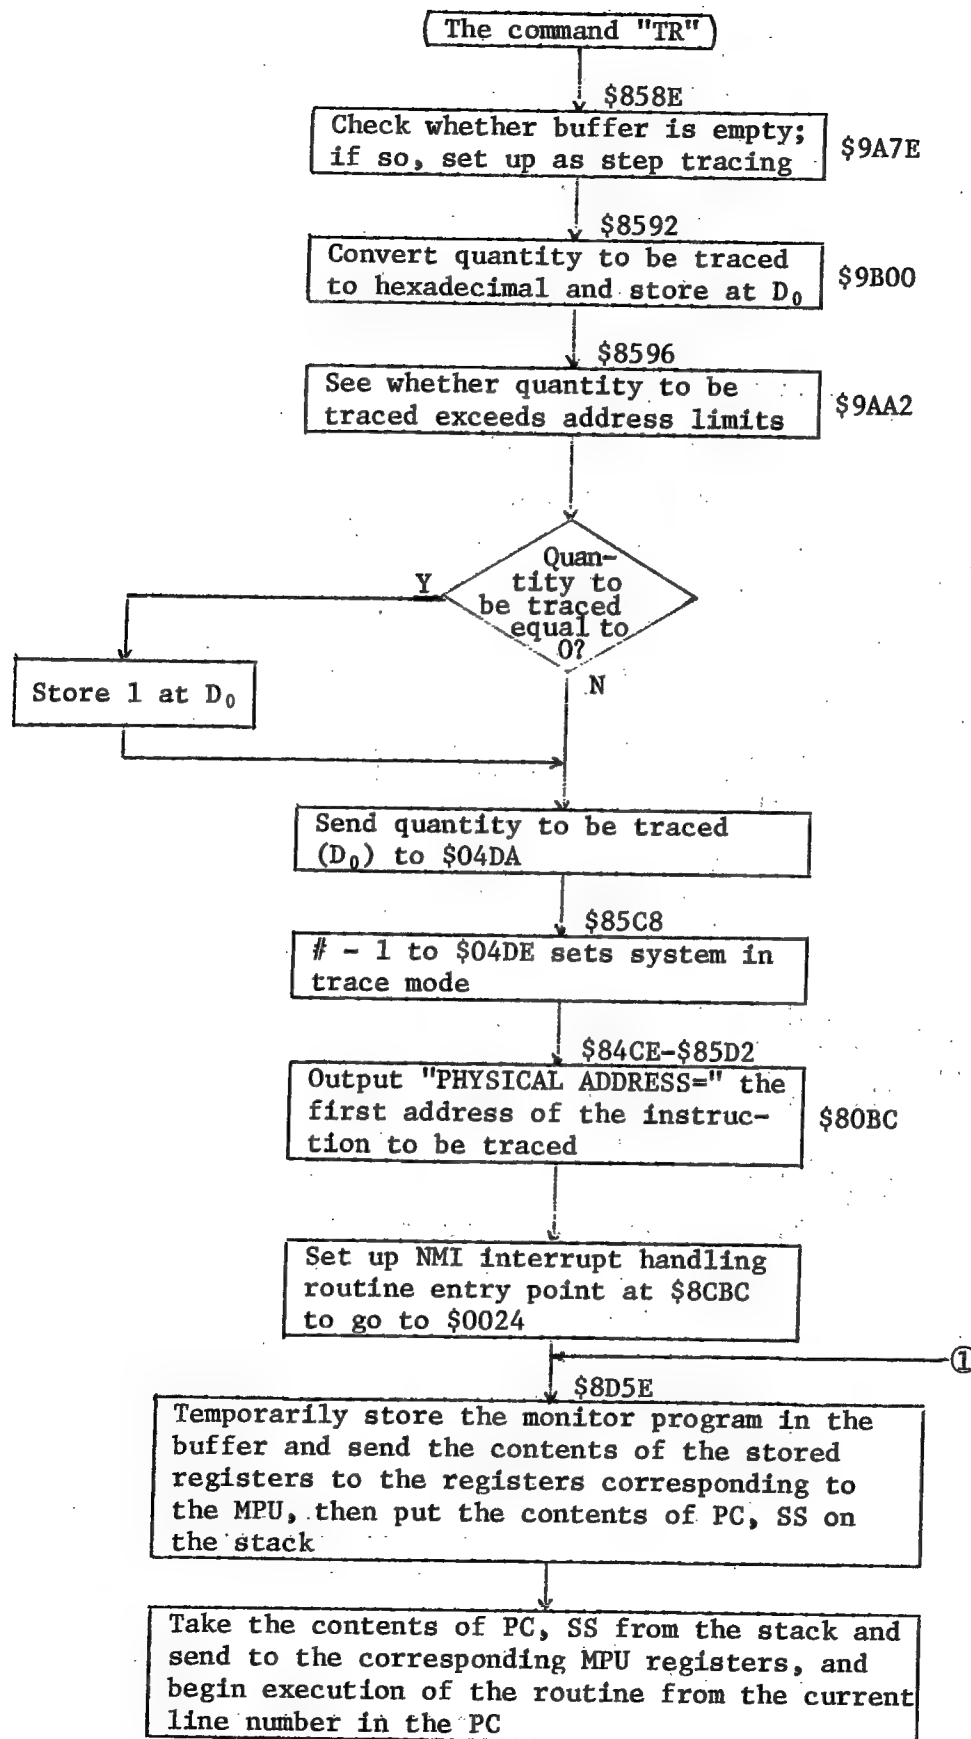 The command "TR"
$858E
Check whether buffer is empty;
if so, set up as step tracing
$9A7E
$8592
Convert quantity to be traced
to hexadecimal and store at D₀
$9B00
$8596
See whether quantity to be
traced exceeds address limits
$9AA2
Quan-
tity to
be traced
equal to
0?
Y
N
Store 1 at D₀
Send quantity to be traced
(D₀) to $04DA
$85C8
# - 1 to $04DE sets system in
trace mode
$84CE-$85D2
Output "PHYSICAL ADDRESS=" the
first address of the instruc-
tion to be traced
$80BC
Set up NMI interrupt handling
routine entry point at $8CBC
to go to $0024
①
$8D5E
Temporarily store the monitor program in the
buffer and send the contents of the stored
registers to the registers corresponding to
the MPU, then put the contents of PC, SS on
the stack
Take the contents of PC, SS from the stack and
send to the corresponding MPU registers, and
begin execution of the routine from the current
line number in the PC